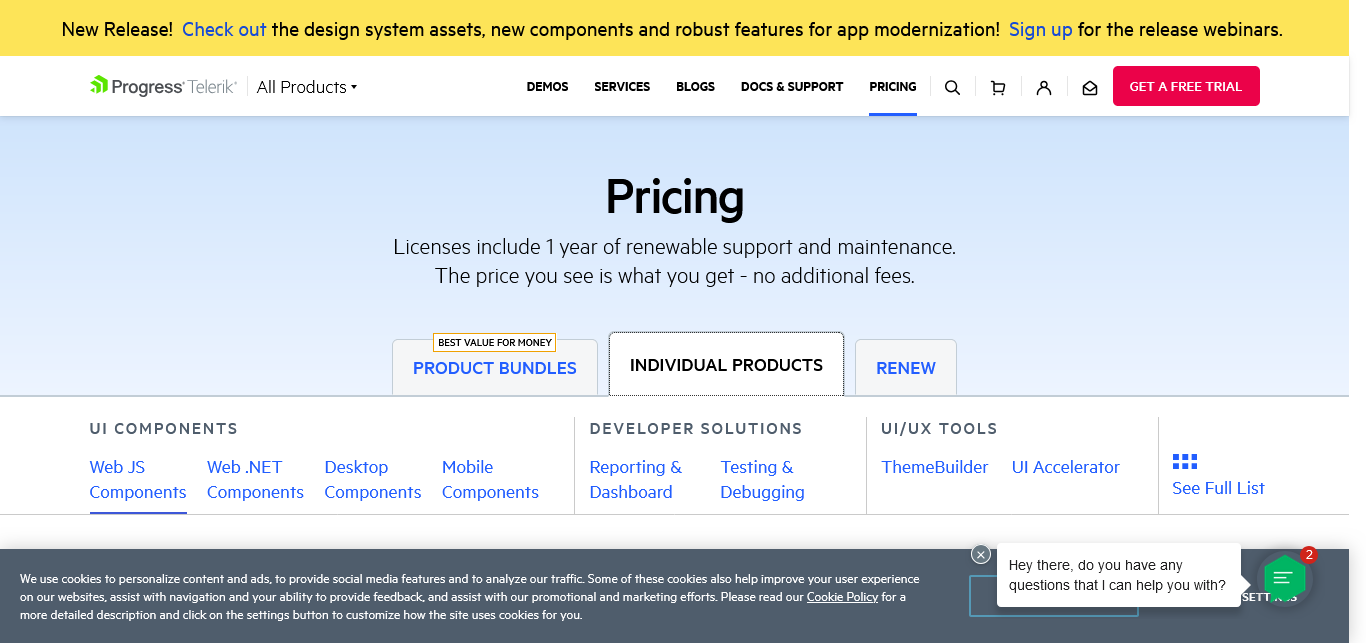 New Release! Check out the design system assets, new components and robust features for app modernization! Sign up for the release webinars.
Progress Telerik
All Products
DEMOS SERVICES BLOGS DOCS & SUPPORT PRICING
GET A FREE TRIAL
Pricing
Licenses include 1 year of renewable support and maintenance.
The price you see is what you get - no additional fees.
BEST VALUE FOR MONEY
PRODUCT BUNDLES
INDIVIDUAL PRODUCTS
RENEW
UI COMPONENTS
Web JS
Components
Web .NET
Components
Desktop
Components
Mobile
Components
DEVELOPER SOLUTIONS
Reporting &
Dashboard
Testing &
Debugging
UI/UX TOOLS
ThemeBuilder
UI Accelerator
See Full List
We use cookies to personalize content and ads, to provide social media features and to analyze our traffic. Some of these cookies also help improve your user experience
on our websites, assist with navigation and your ability to provide feedback, and assist with our promotional and marketing efforts. Please read our Cookie Policy for a
more detailed description and click on the settings button to customize how the site uses cookies for you.
Hey there, do you have any
questions that I can help you with?
2